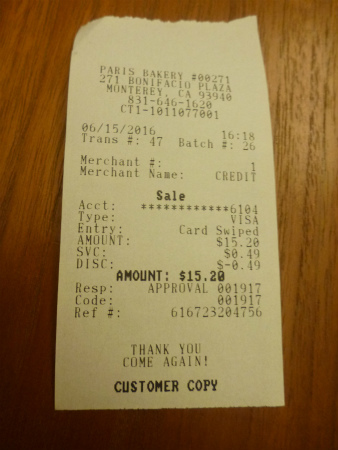 PARIS BAKERY #00271
271 BONIFACIO PLAZA
MONTEREY, CA 93940
831-646-1620
CT1-1011077001
06/15/2016 16:18
Trans #: 47 Batch #: 26
Merchant #: 1
Merchant Name: CREDIT
Sale
Acct: ************6104
Type: VISA
Entry: Card Swiped
AMOUNT: $15.20
SVC: $0.49
DISC: $-0.49
AMOUNT: $15.20
Resp: APPROVAL 001917
Code: 001917
Ref #: 616723204756
THANK YOU
COME AGAIN!
CUSTOMER COPY